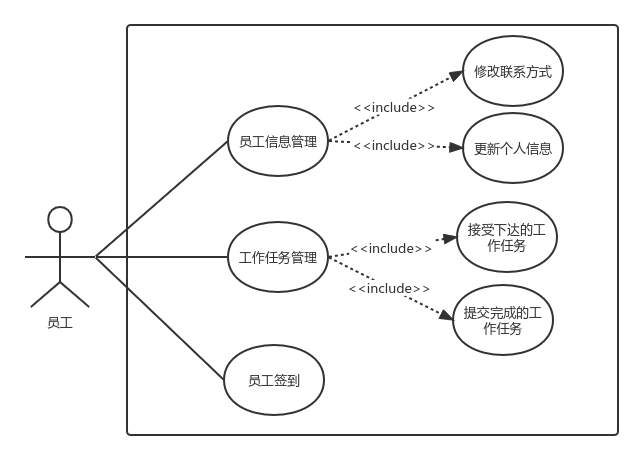 修改联系方式
<<include>>
员工信息管理
<<include>>
更新个人信息
接受下达的工
作任务
<<include>>
工作任务管理
<<include>>
提交完成的工
作任务
员工
员工签到